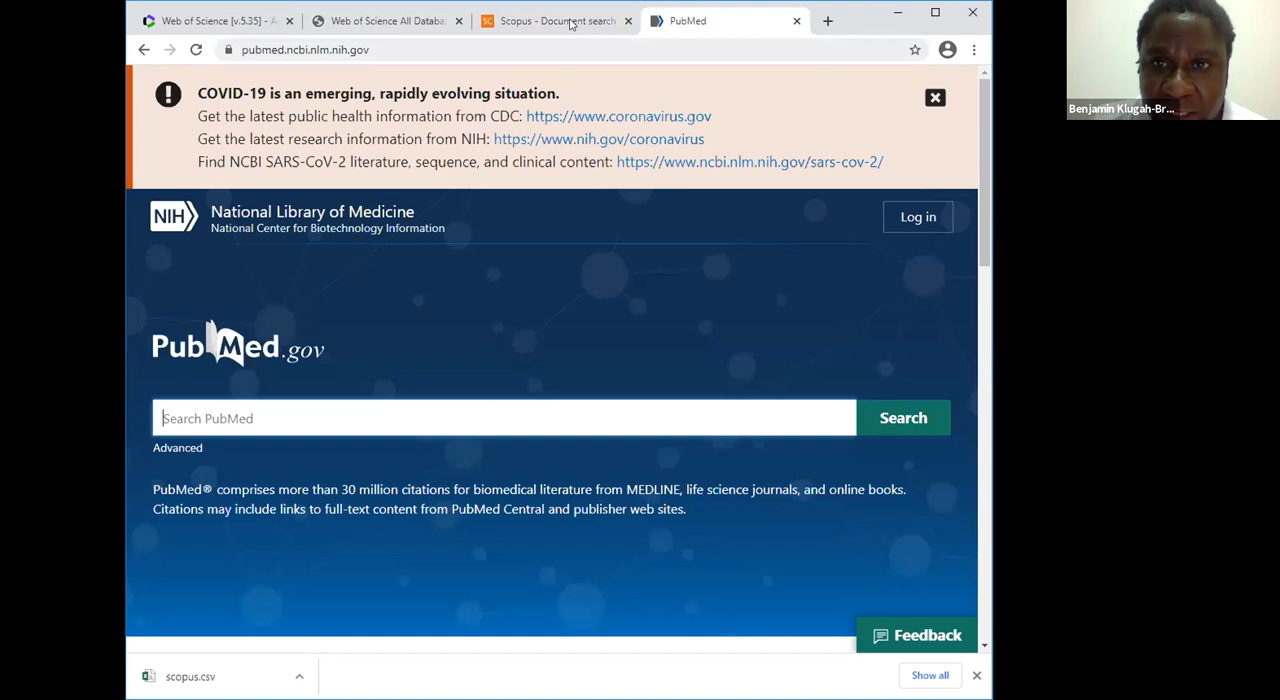 Web of Science [v.5.35] - A
Web of Science All Databa
Scopus - Document search
PubMed
pubmed.ncbi.nlm.nih.gov
COVID-19 is an emerging, rapidly evolving situation.
Get the latest public health information from CDC: https://www.coronavirus.gov
Get the latest research information from NIH: https://www.nih.gov/coronavirus
Find NCBI SARS-CoV-2 literature, sequence, and clinical content: https://www.ncbi.nlm.nih.gov/sars-cov-2/
Benjamin Klugah-Br...
NIH
National Library of Medicine
National Center for Biotechnology Information
Log in
PubMed.gov
Search PubMed
Search
Advanced
PubMed® comprises more than 30 million citations for biomedical literature from MEDLINE, life science journals, and online books.
Citations may include links to full-text content from PubMed Central and publisher web sites.
Feedback
scopus.csv
Show all